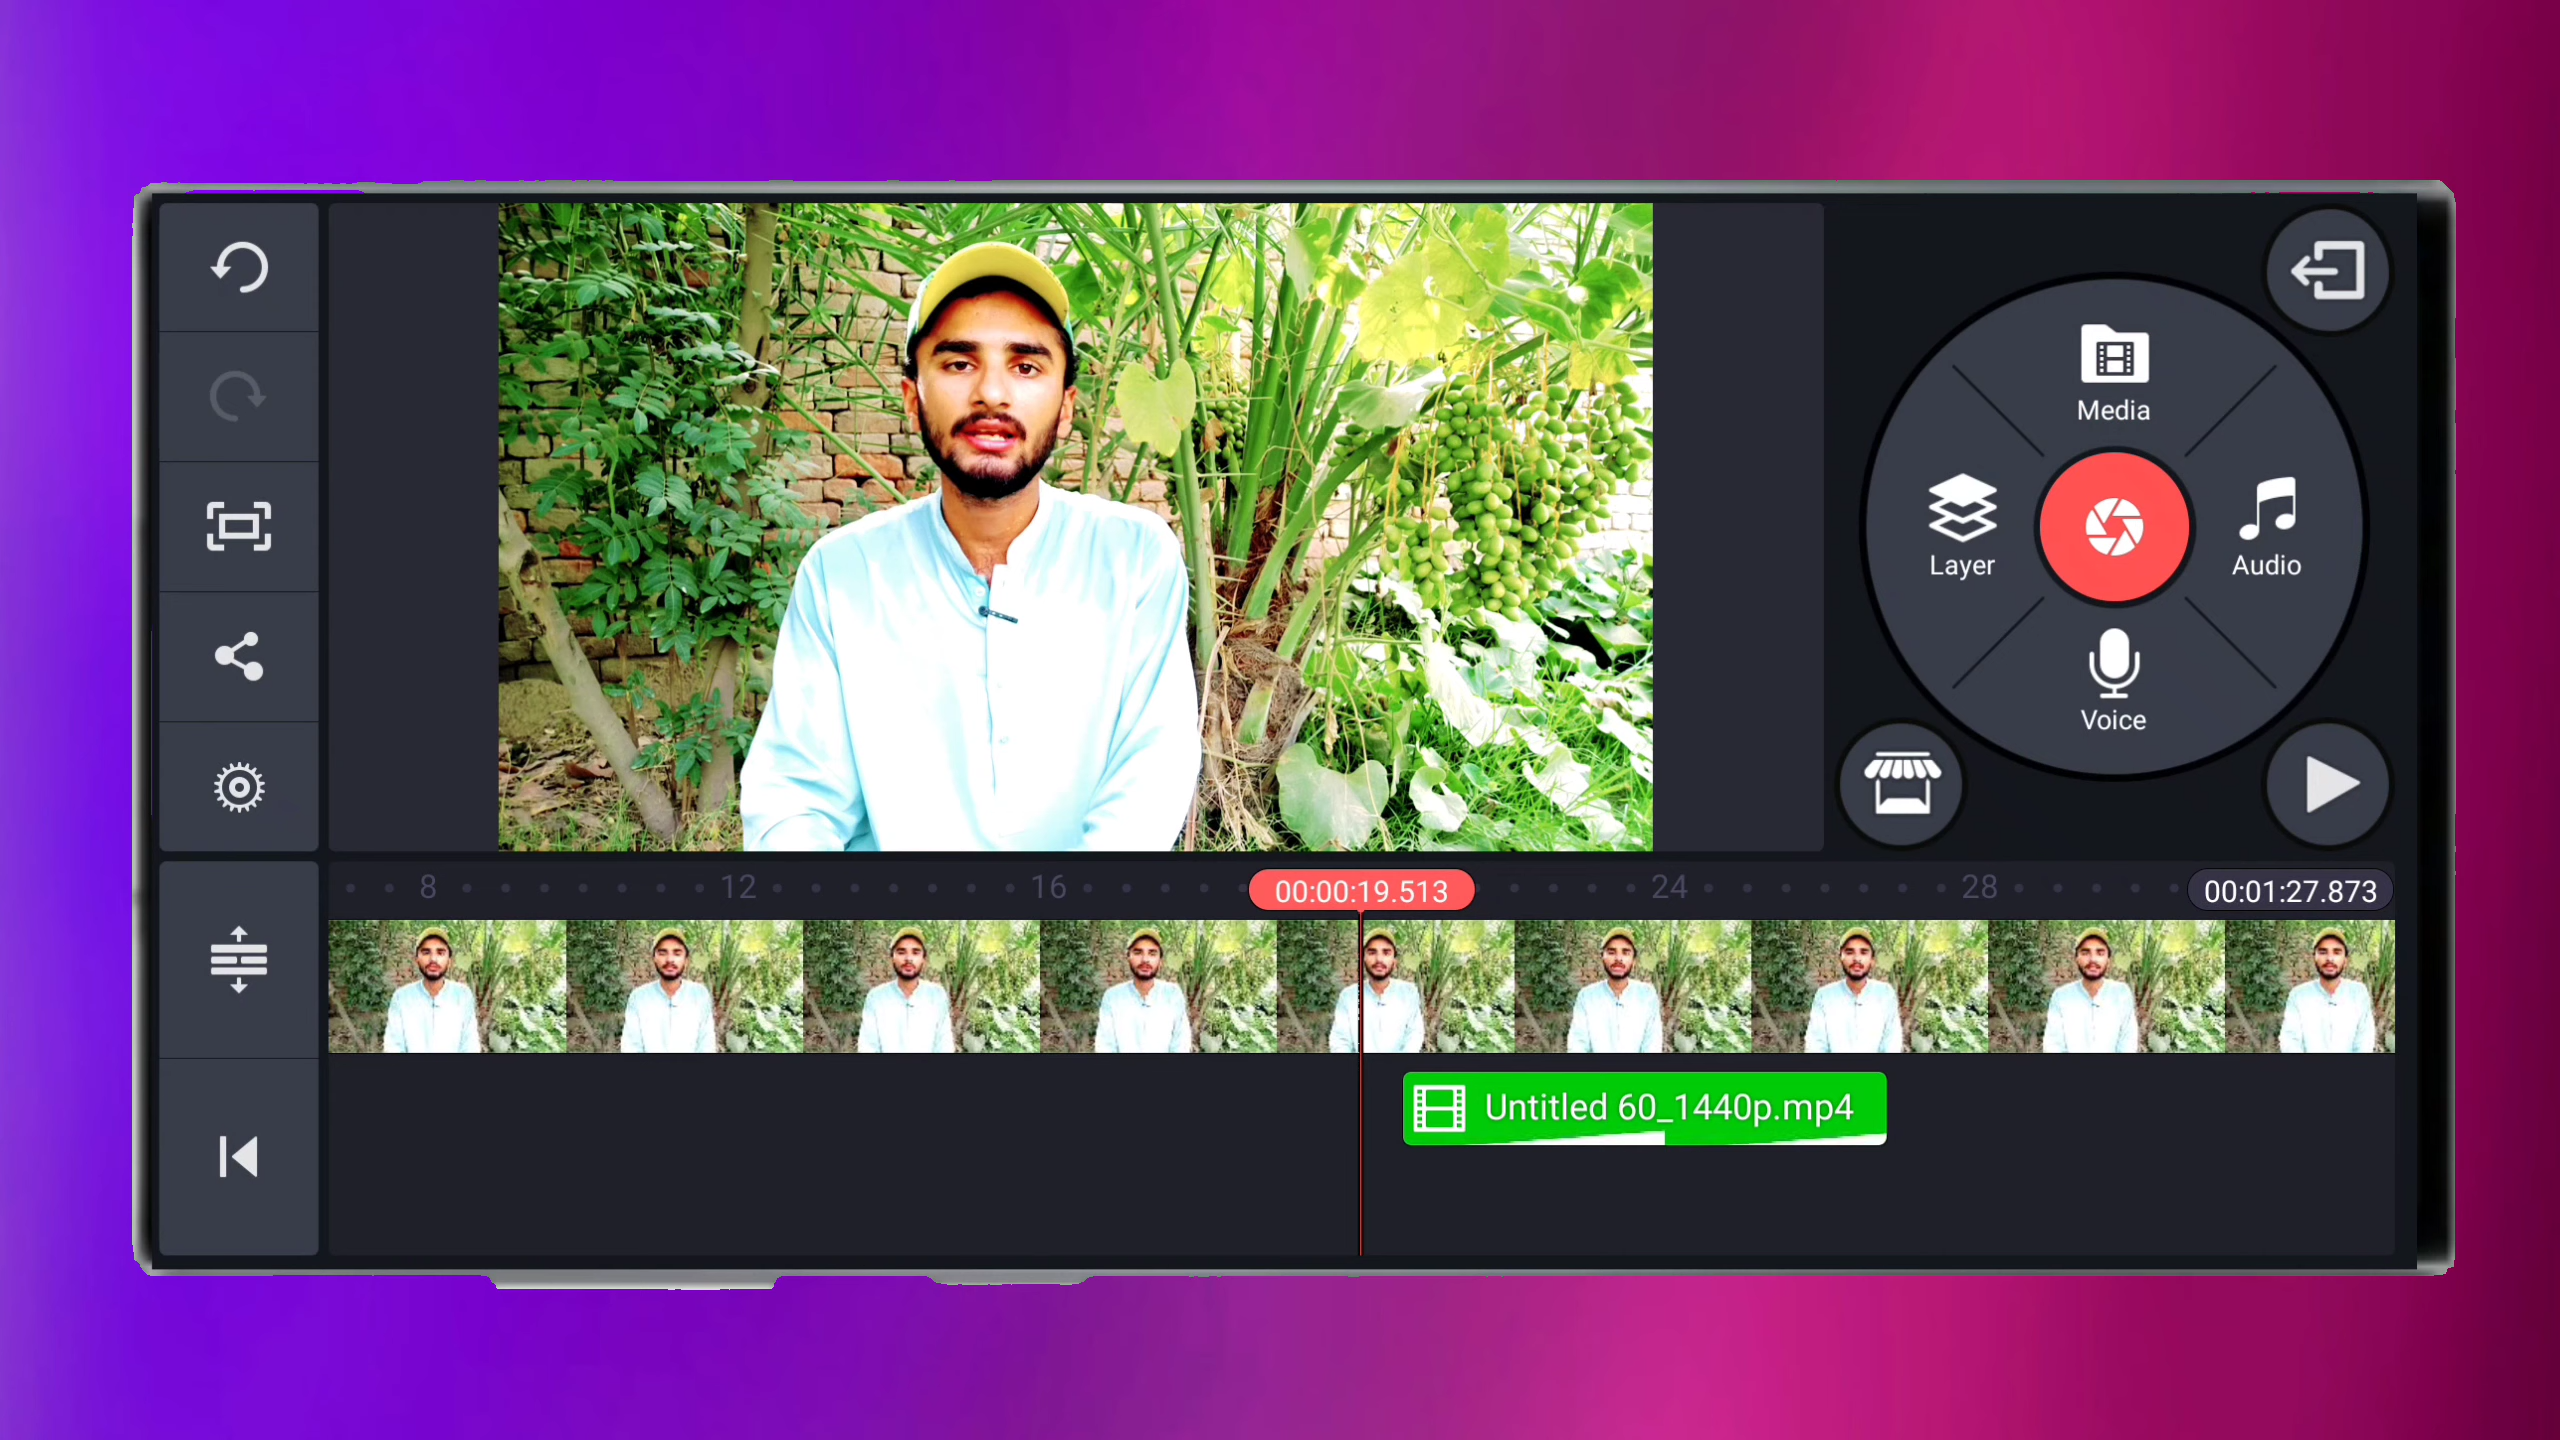 Media
Layer
Audio
Voice
8 12 16 00:00:19.513 24 28 00:01:27.873
Untitled 60_1440p.mp4